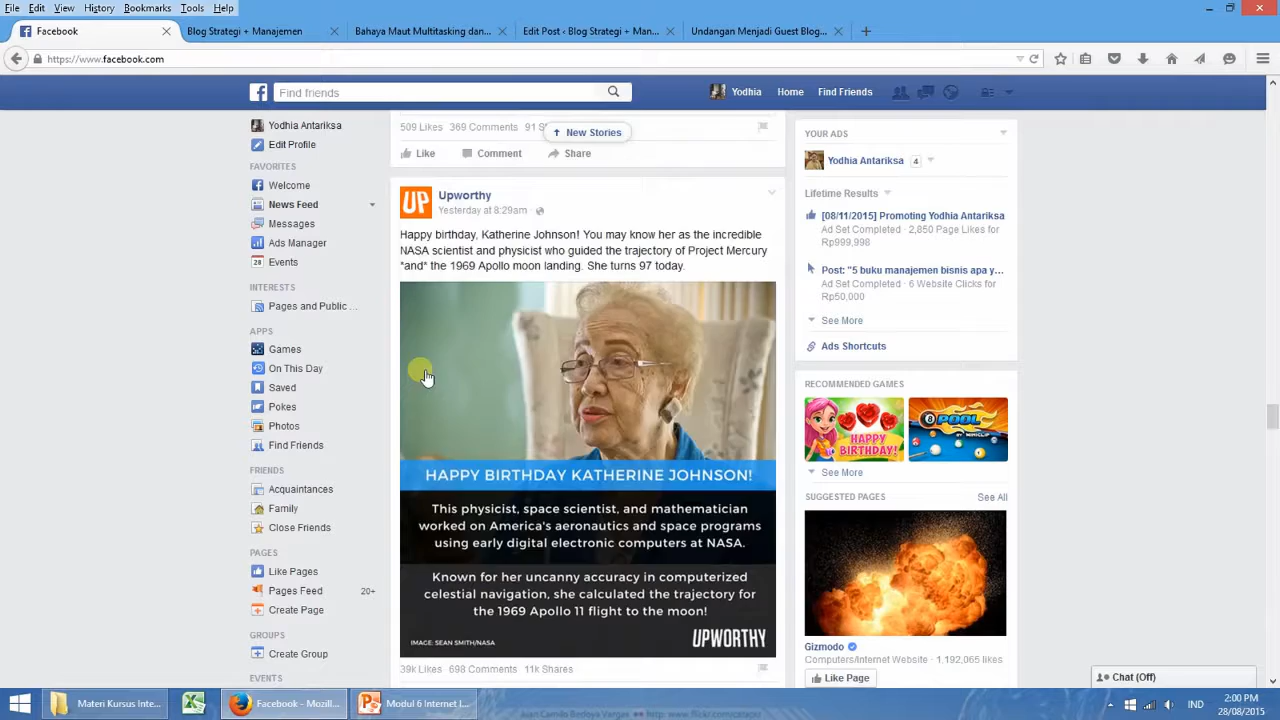 File Edit View History Bookmarks Tools Help
Facebook
Blog Strategi + Manajemen
Bahaya Maut Multitasking dan...
Edit Post ‹ Blog Strategi + Man...
Undangan Menjadi Guest Blog...
https://www.facebook.com
Find friends
Yodhia
Home
Find Friends
Yodhia Antariksa
Edit Profile
FAVORITES
Welcome
News Feed
Messages
Ads Manager
Events
28
INTERESTS
Pages and Public ...
APPS
Games
On This Day
Saved
Pokes
Photos
Find Friends
FRIENDS
Acquaintances
Family
Close Friends
PAGES
Like Pages
Pages Feed 20+
Create Page
GROUPS
Create Group
EVENTS
509 Likes 369 Comments 91 S
New Stories
Like Comment Share
UP
Upworthy
Yesterday at 8:29am
Happy birthday, Katherine Johnson! You may know her as the incredible
NASA scientist and physicist who guided the trajectory of Project Mercury
*and* the 1969 Apollo moon landing. She turns 97 today.
HAPPY BIRTHDAY KATHERINE JOHNSON!
This physicist, space scientist, and mathematician
worked on America's aeronautics and space programs
using early digital electronic computers at NASA.
Known for her uncanny accuracy in computerized
celestial navigation, she calculated the trajectory for
the 1969 Apollo 11 flight to the moon!
IMAGE: SEAN SMITH/NASA
UPWORTHY
39k Likes 698 Comments 11k Shares
YOUR ADS
Yodhia Antariksa 4
Lifetime Results
[08/11/2015] Promoting Yodhia Antariksa
Ad Set Completed · 2,850 Page Likes for
Rp999,998
Post: "5 buku manajemen bisnis apa y...
Ad Set Completed · 6 Website Clicks for
Rp50,000
See More
Ads Shortcuts
RECOMMENDED GAMES
HAPPY
BIRTHDAY!
8 POOL
BY MINICLIP
See More
SUGGESTED PAGES
See All
Gizmodo
Computers/Internet Website · 1,192,065 likes
Like Page
Chat (Off)
Materi Kursus Inte...
Facebook - Mozill...
Modul 6 Internet I...
Juan Camilo Bedoya Vargas
IND
2:00 PM
28/08/2015